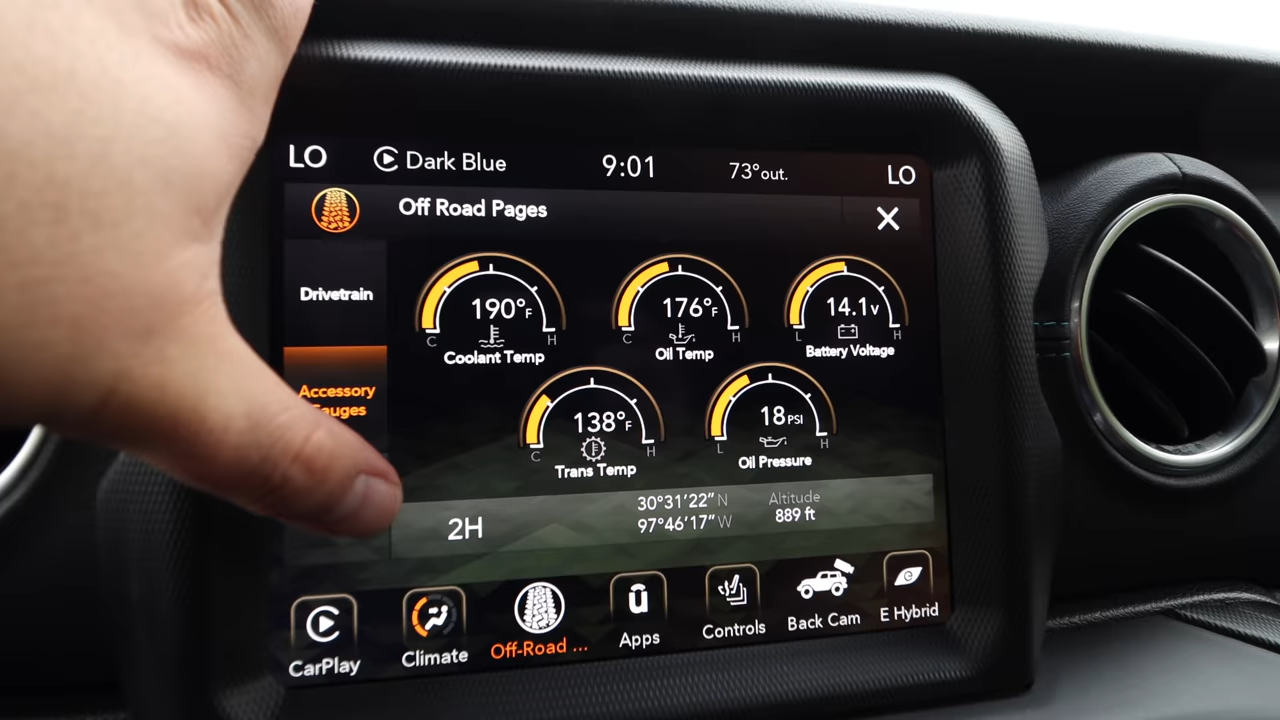 LO
Dark Blue
9:01
73°out.
LO
Off Road Pages
Drivetrain
Accessory
190°F
C H
Coolant Temp
176°F
C H
Oil Temp
14.1v
L H
Battery Voltage
138°F
C H
Trans Temp
18 PSI
L H
Oil Pressure
2H
30°31'22" N
97°46'17" W
Altitude
889 ft
CarPlay
Climate
Off-Road ...
Apps
Controls
Back Cam
E Hybrid